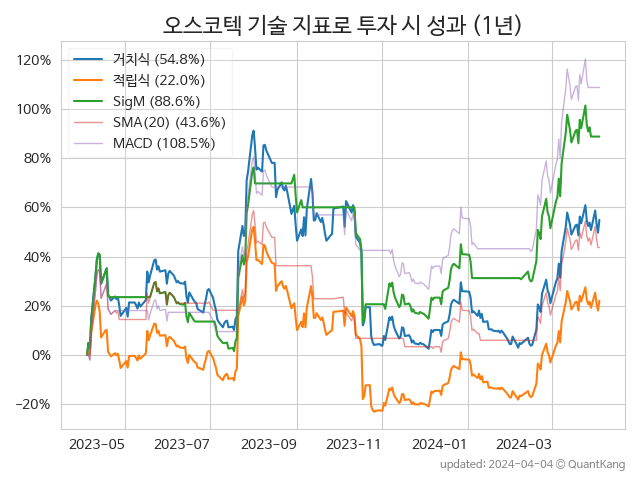 오스코텍 기술 지표로 투자 시 성과 (1년)
거치식 (54.8%)
적립식 (22.0%)
SigM (88.6%)
SMA(20) (43.6%)
MACD (108.5%)
120%
100%
80%
60%
40%
20%
0%
−20%
2023−05
2023−07
2023−09
2023−11
2024−01
2024−03
updated: 2024−04−04 ⓒ QuantKang